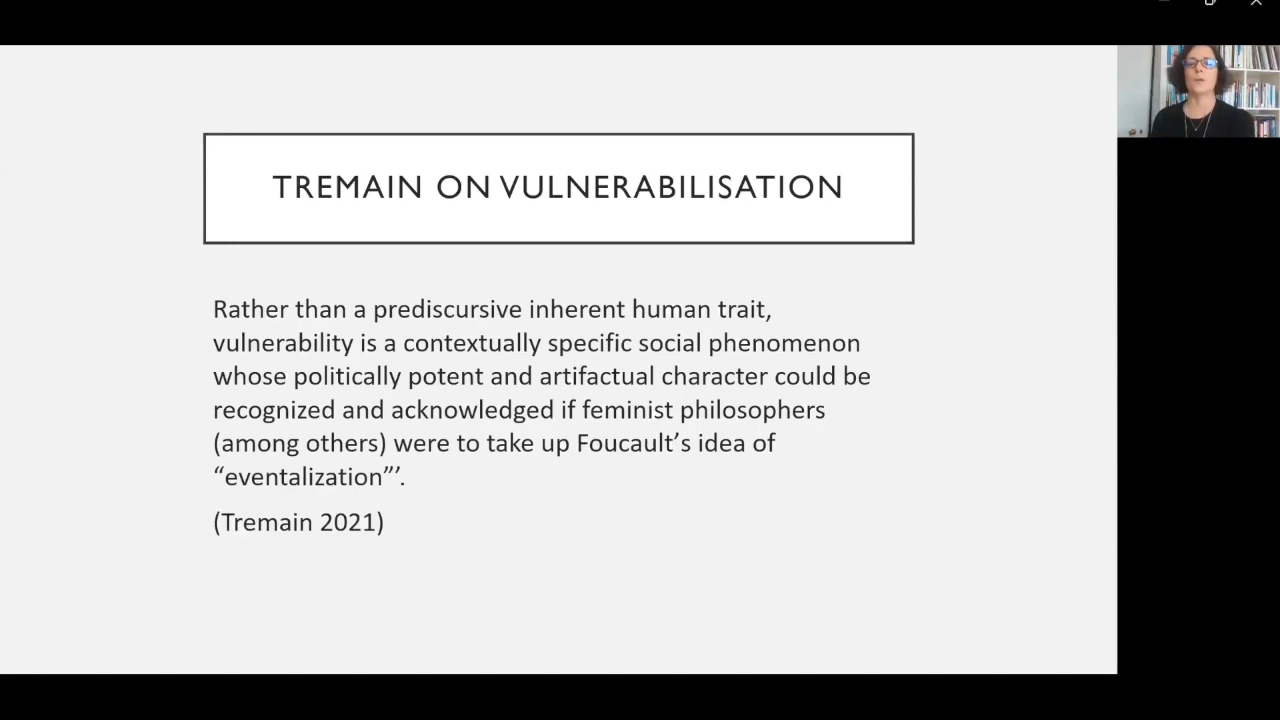 TREMAIN ON VULNERABILISATION
Rather than a prediscursive inherent human trait,
vulnerability is a contextually specific social phenomenon
whose politically potent and artifactual character could be
recognized and acknowledged if feminist philosophers
(among others) were to take up Foucault’s idea of
“eventalization”’.
(Tremain 2021)